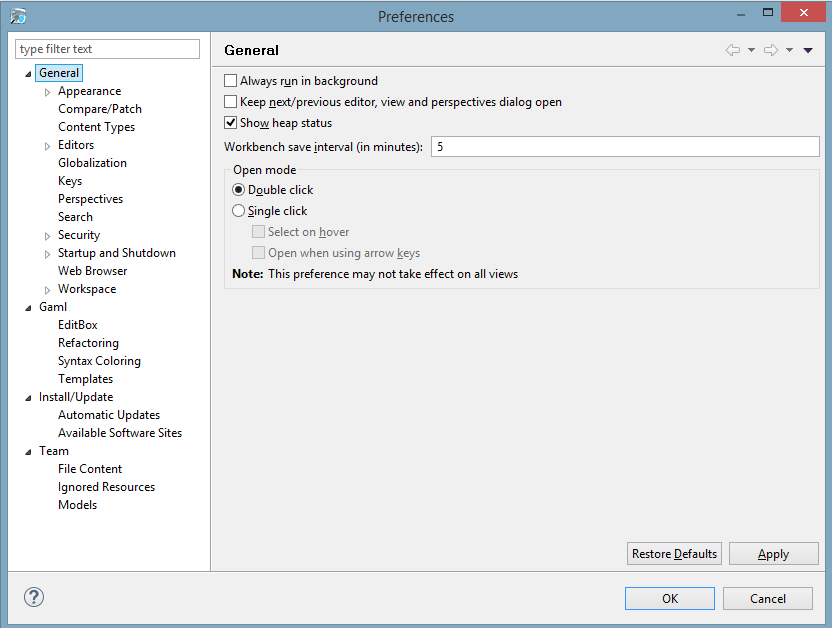 Preferences
type filter text
General
Appearance
Compare/Patch
Content Types
Editors
Globalization
Keys
Perspectives
Search
Security
Startup and Shutdown
Web Browser
Workspace
Gaml
EditBox
Refactoring
Syntax Coloring
Templates
Install/Update
Automatic Updates
Available Software Sites
Team
File Content
Ignored Resources
Models
General
Always run in background
Keep next/previous editor, view and perspectives dialog open
Show heap status
Workbench save interval (in minutes): 5
Open mode
Double click
Single click
Select on hover
Open when using arrow keys
Note: This preference may not take effect on all views
Restore Defaults Apply
? OK Cancel